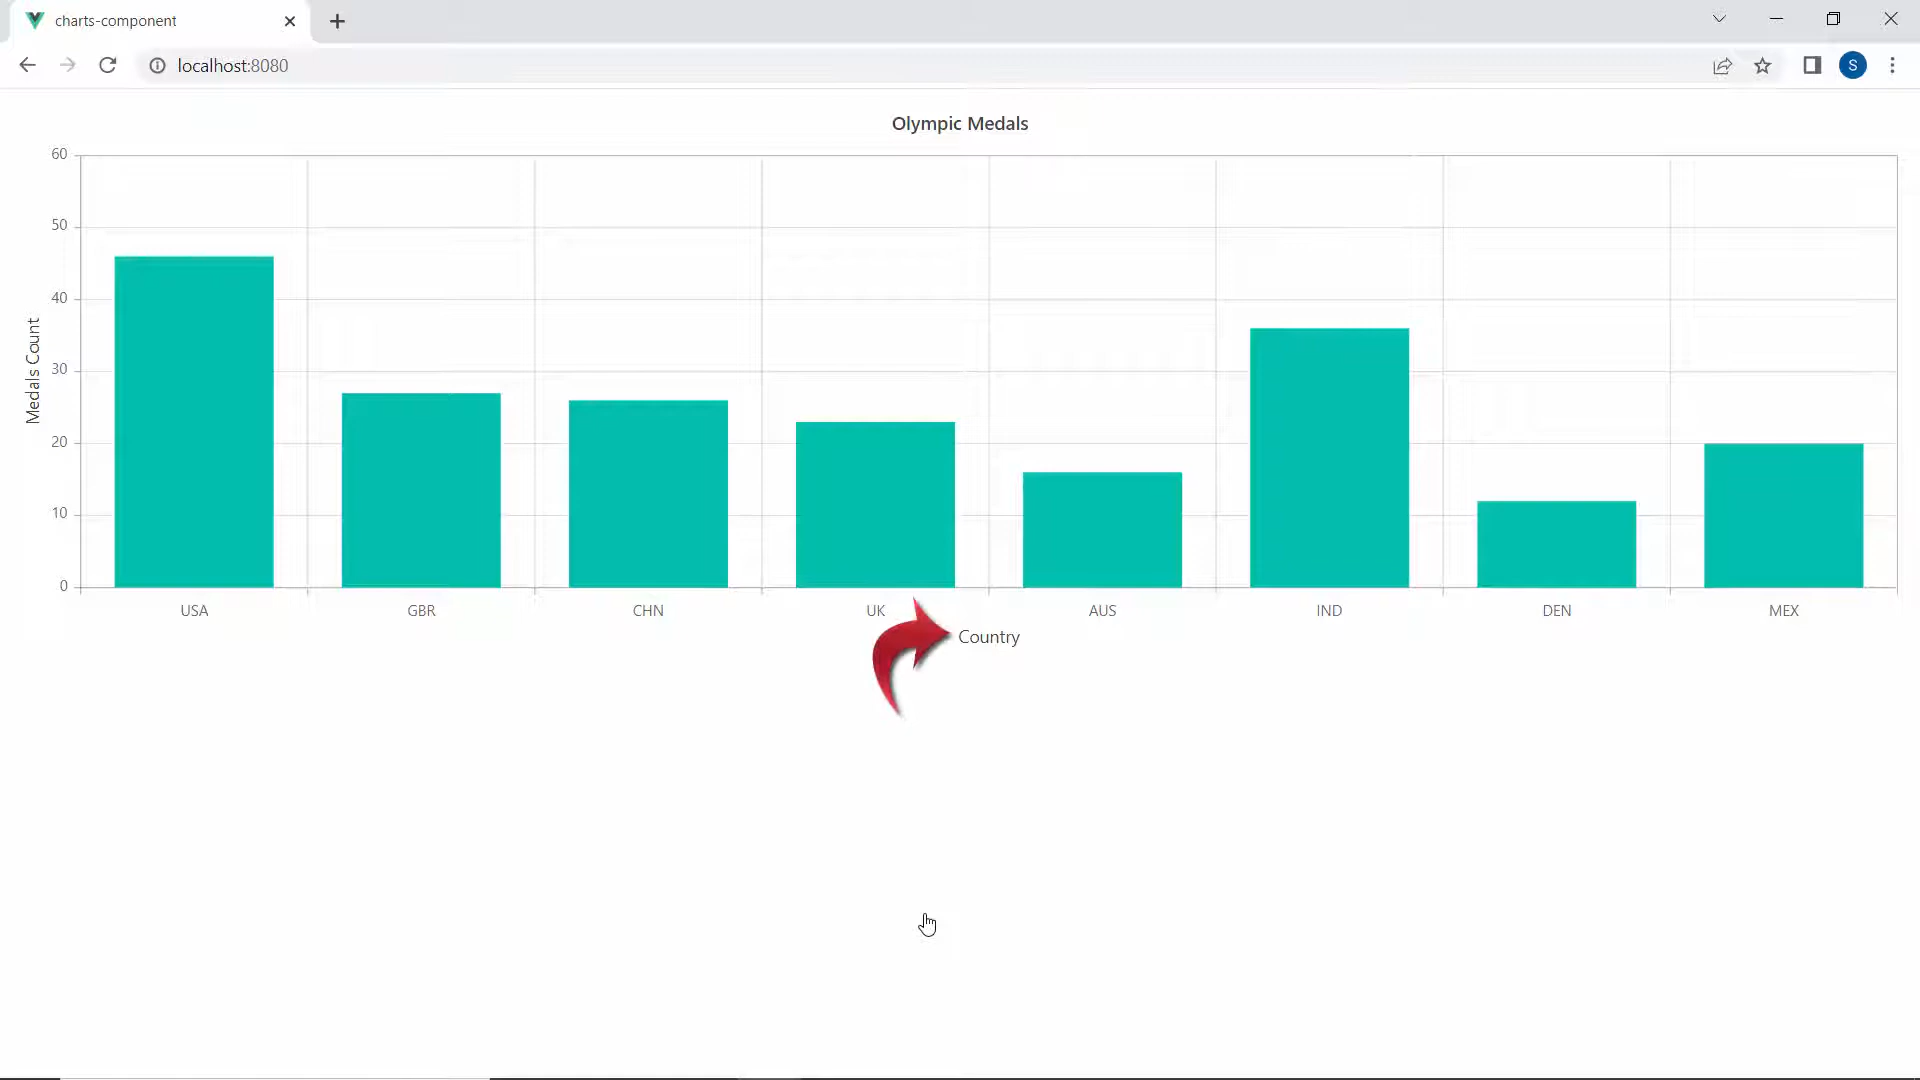 charts-component
localhost:8080
S
Olympic Medals
Medals Count
60
50
40
30
20
10
0
USA GBR CHN UK AUS IND DEN MEX
Country